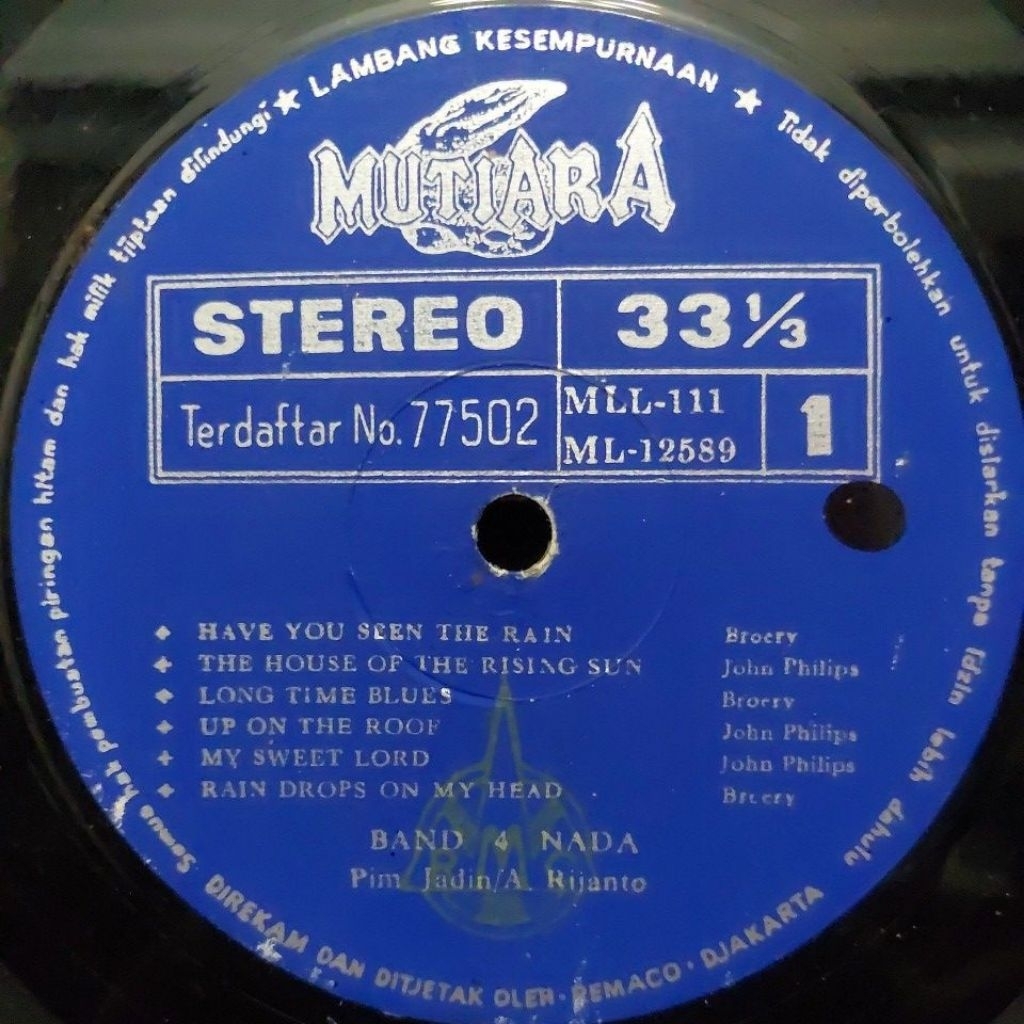 ★ LAMBANG KESEMPURNAAN ★
MUTIARA
STEREO
33 1/3
Terdaftar No. 77502
MLL-111
ML-12589
1
◆ HAVE YOU SEEN THE RAIN Broery
◆ THE HOUSE OF THE RISING SUN John Philips
◆ LONG TIME BLUES Broery
◆ UP ON THE ROOF John Philips
◆ MY SWEET LORD John Philips
◆ RAIN DROPS ON MY HEAD Broery
BAND 4 NADA
Pim Jadin/A Rijanto
RMC
Semua hak pembuatan piringan hitam dan hak milik tjiptaan dilindungi
Tidak diperbolehkan untuk disiarkan tanpa idzin lebih dahulu
DIREKAM DAN DITJETAK OLEH · REMACO · DJAKARTA